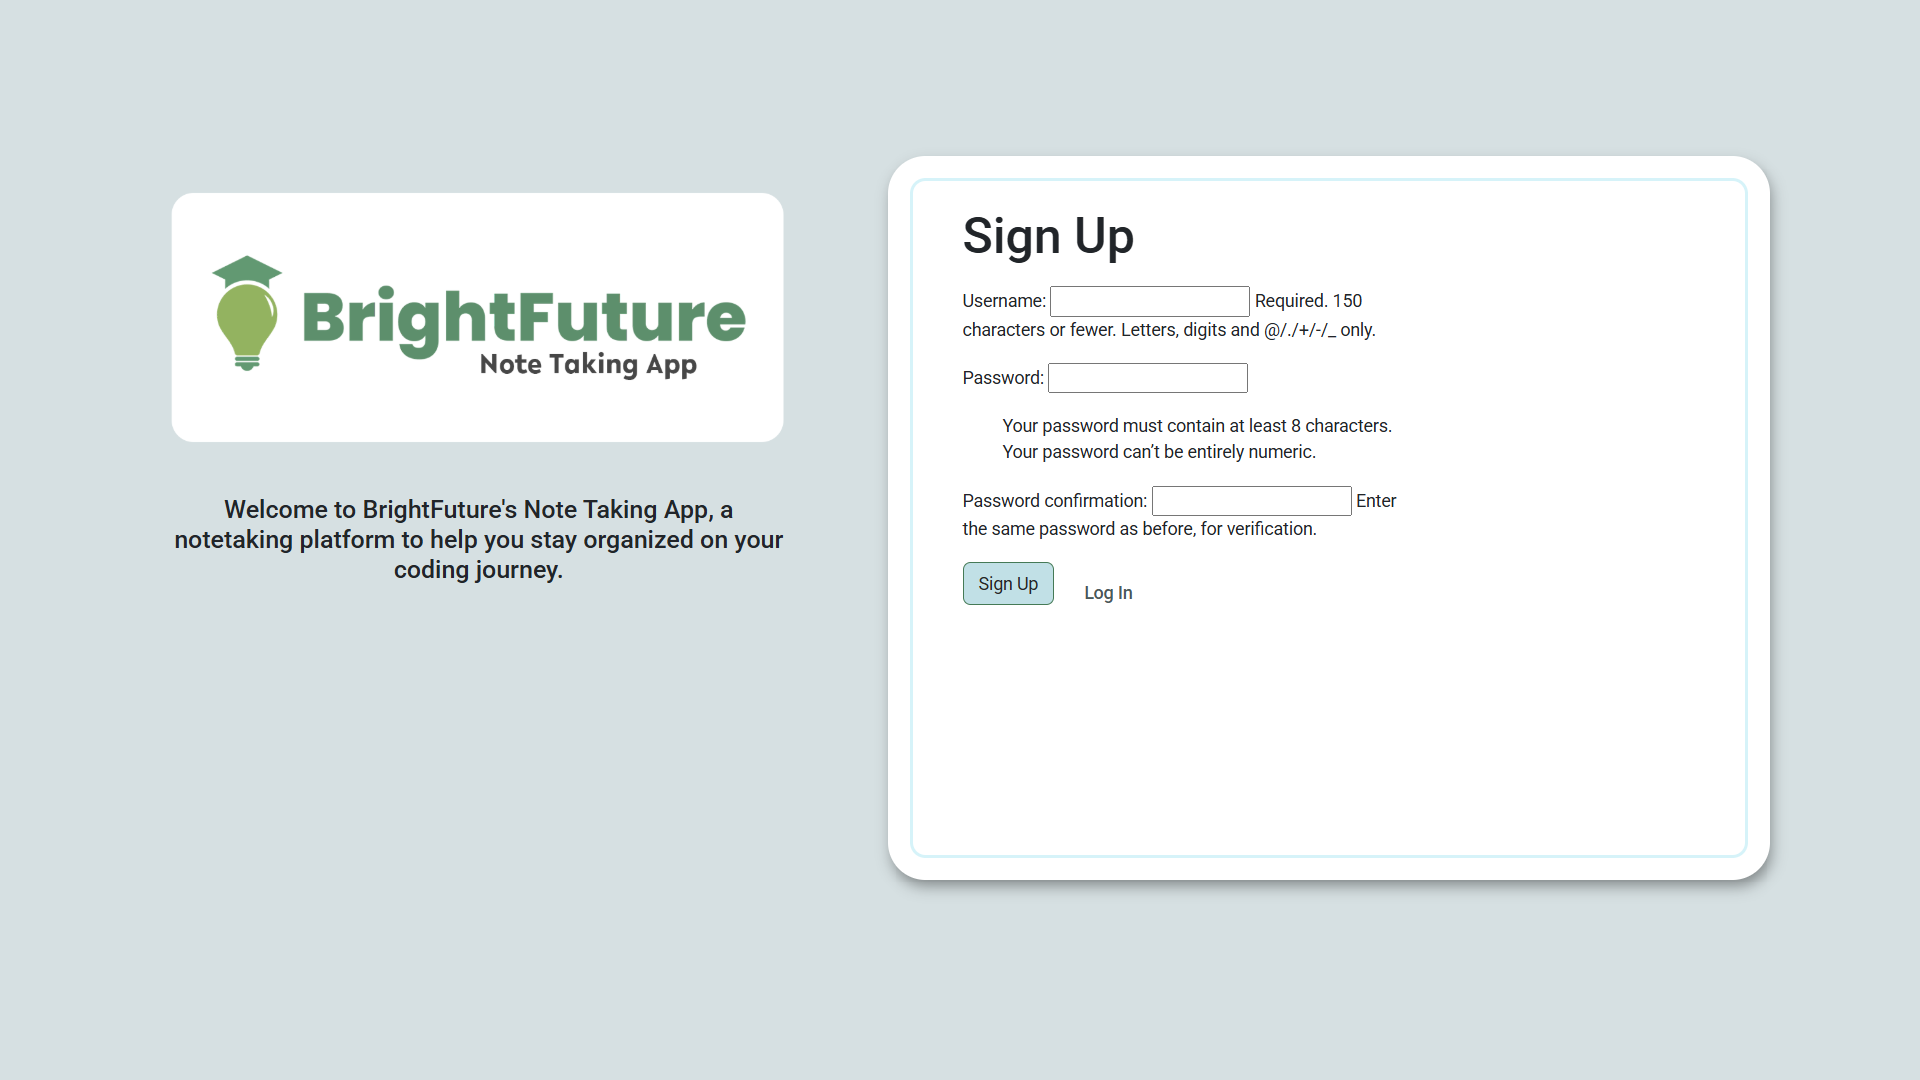 BrightFuture
Note Taking App
Welcome to BrightFuture's Note Taking App, a
notetaking platform to help you stay organized on your
coding journey.
Sign Up
Username: Required. 150
characters or fewer. Letters, digits and @/./+/-/_ only.
Password:
Your password must contain at least 8 characters.
Your password can’t be entirely numeric.
Password confirmation: Enter
the same password as before, for verification.
Sign Up
Log In